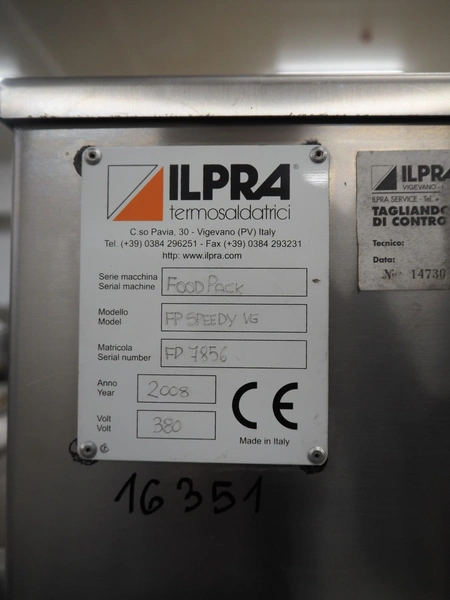 ILPRA®
termosaldatrici
C.so Pavia, 30 - Vigevano (PV) Italy
Tel. (+39) 0384 296251 - Fax (+39) 0384 293231
http: www.ilpra.com
Serie macchina
Serial machine
FOOD PACK
Modello
Model
FP SPEEDY VG
Matricola
Serial number
FP 7856
Anno
Year
2008
Volt
Volt
380
CE
Made in Italy
16351
ILPRA
VIGEVANO -
ILPRA SERVICE - Tel.
TAGLIANDO
DI CONTRO
Tecnico:
Data:
No 14730